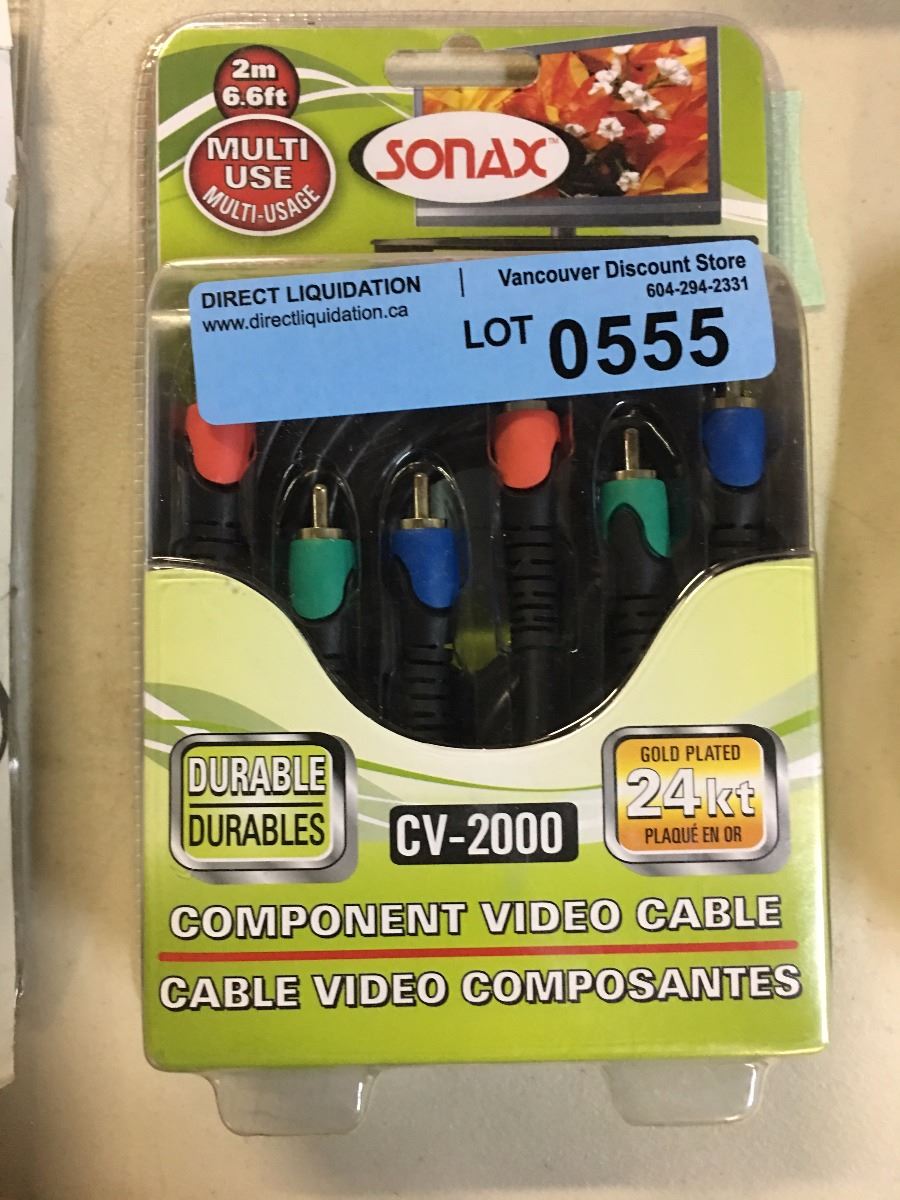 2m
6.6ft
MULTI
USE
MULTI-USAGE
SONAX™
DIRECT LIQUIDATION | Vancouver Discount Store
www.directliquidation.ca
604-294-2331
LOT 0555
DURABLE
DURABLES
CV-2000
GOLD PLATED
24kt
PLAQUÉ EN OR
COMPONENT VIDEO CABLE
CABLE VIDEO COMPOSANTES